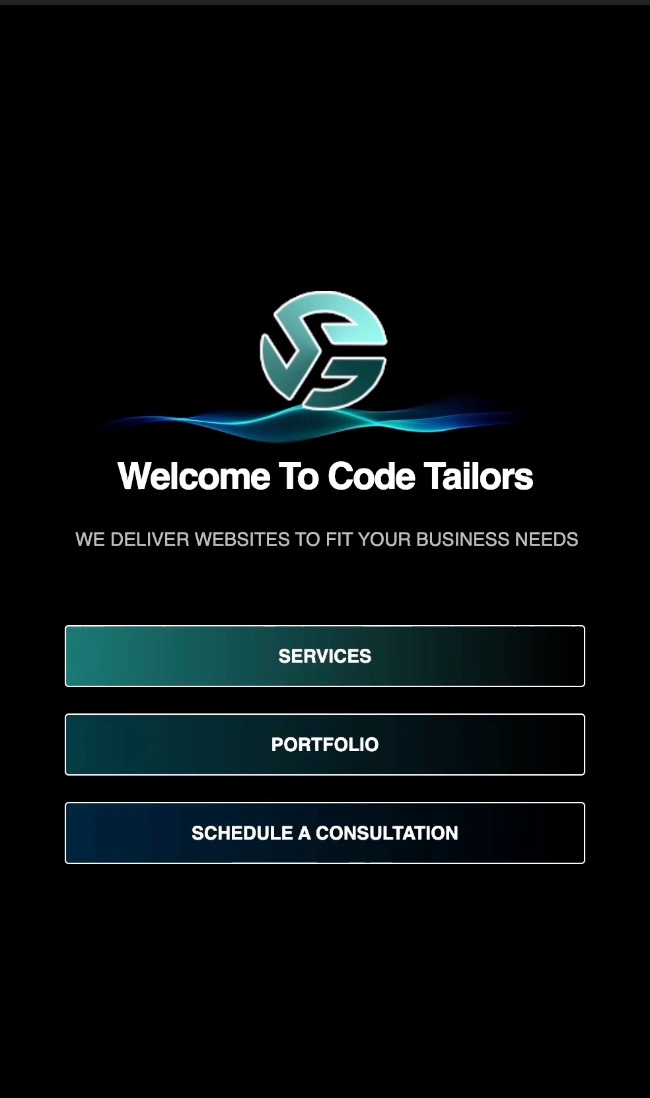 Welcome To Code Tailors
WE DELIVER WEBSITES TO FIT YOUR BUSINESS NEEDS
SERVICES
PORTFOLIO
SCHEDULE A CONSULTATION